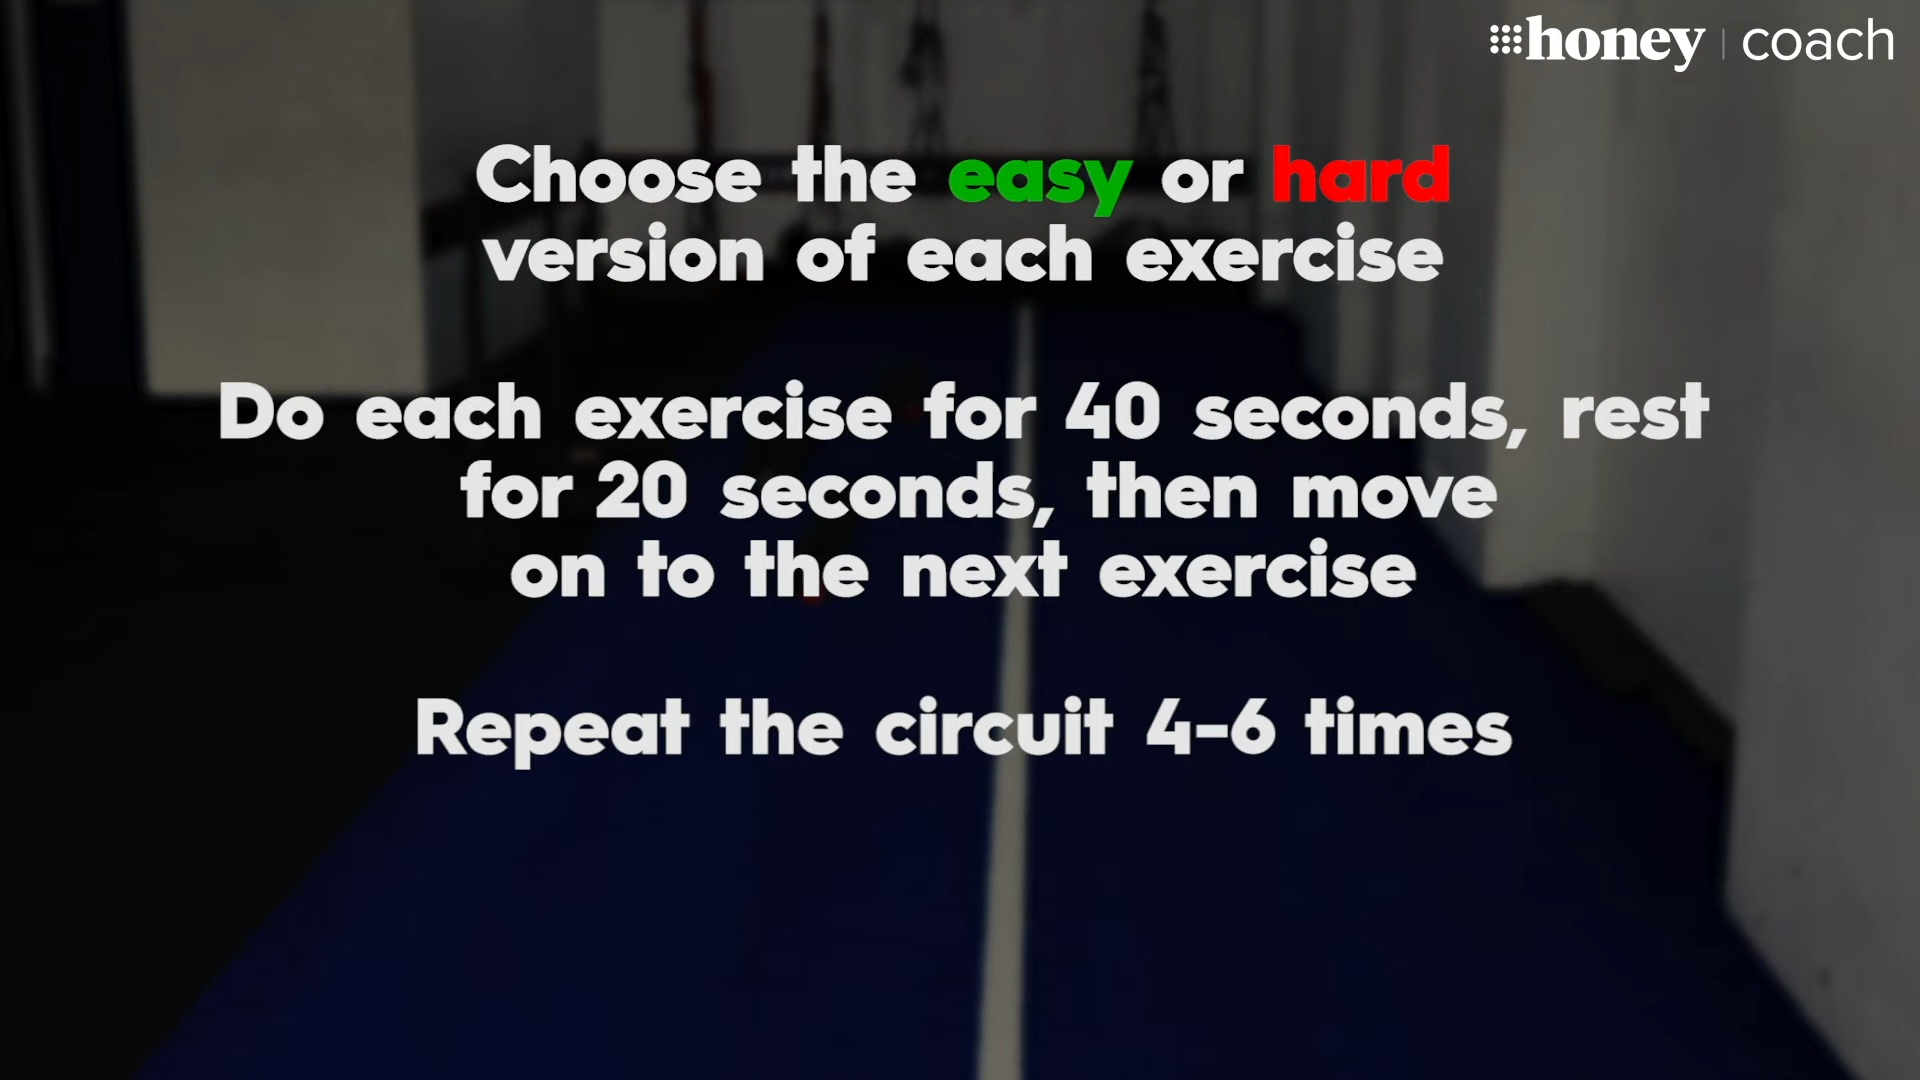 honey | coach
Choose the easy or hard
version of each exercise
Do each exercise for 40 seconds, rest
for 20 seconds, then move
on to the next exercise
Repeat the circuit 4-6 times